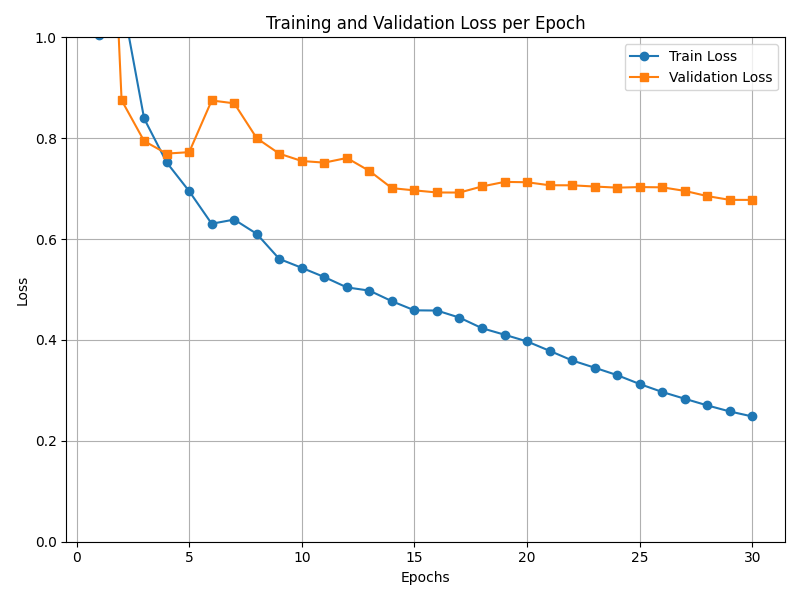 Training and Validation Loss per Epoch
Train Loss
Validation Loss
1.0
0.8
0.6
0.4
0.2
0.0
Loss
0 5 10 15 20 25 30
Epochs